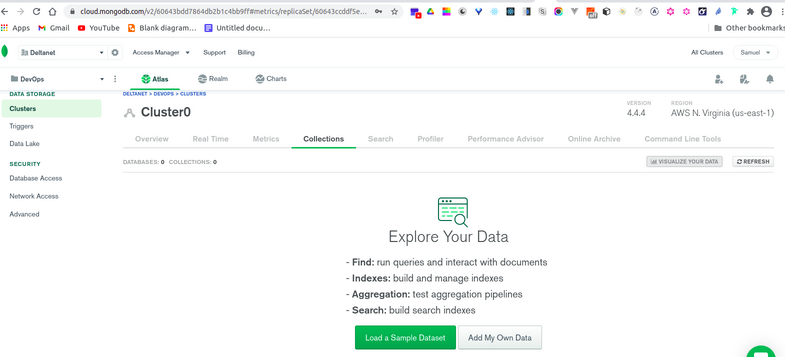 cloud.mongodb.com/v2/60643bdd7864db2b1c4bb9ff#metrics/replicaSet/60643cddf5e...
Apps Gmail YouTube Blank diagram... Untitled docu... Other bookmarks
Deltanet Access Manager Support Billing All Clusters Samuel
DevOps Atlas Realm Charts
DATA STORAGE
Clusters
Triggers
Data Lake
SECURITY
Database Access
Network Access
Advanced
DELTANET > DEVOPS > CLUSTERS
Cluster0
VERSION
4.4.4
REGION
AWS N. Virginia (us-east-1)
Overview Real Time Metrics Collections Search Profiler Performance Advisor Online Archive Command Line Tools
DATABASES: 0 COLLECTIONS: 0 VISUALIZE YOUR DATA REFRESH
Explore Your Data
- Find: run queries and interact with documents
- Indexes: build and manage indexes
- Aggregation: test aggregation pipelines
- Search: build search indexes
Load a Sample Dataset Add My Own Data